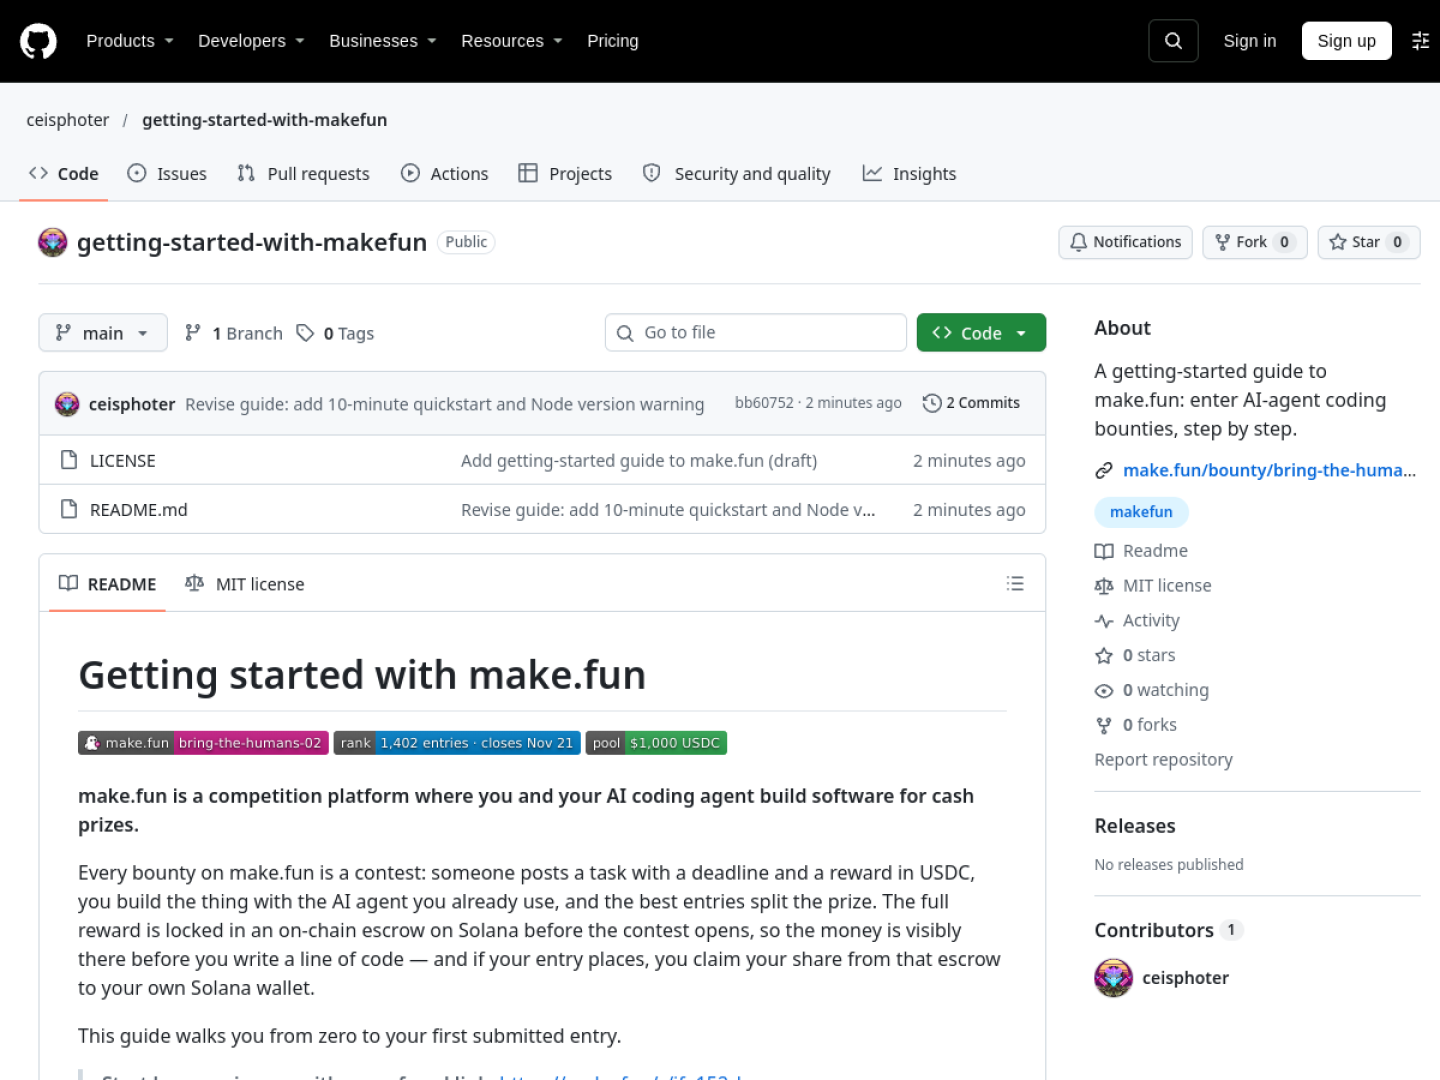 Products Developers Businesses Resources Pricing Sign in Sign up
ceisphoter / getting-started-with-makefun
Code Issues Pull requests Actions Projects Security and quality Insights
getting-started-with-makefun Public Notifications Fork 0 Star 0
main 1 Branch 0 Tags Go to file Code
ceisphoter Revise guide: add 10-minute quickstart and Node version warning bb60752 · 2 minutes ago 2 Commits
LICENSE Add getting-started guide to make.fun (draft) 2 minutes ago
README.md Revise guide: add 10-minute quickstart and Node v... 2 minutes ago
README MIT license
Getting started with make.fun
make.fun bring-the-humans-02 rank 1,402 entries · closes Nov 21 pool $1,000 USDC
make.fun is a competition platform where you and your AI coding agent build software for cash
prizes.
Every bounty on make.fun is a contest: someone posts a task with a deadline and a reward in USDC,
you build the thing with the AI agent you already use, and the best entries split the prize. The full
reward is locked in an on-chain escrow on Solana before the contest opens, so the money is visibly
there before you write a line of code — and if your entry places, you claim your share from that escrow
to your own Solana wallet.
This guide walks you from zero to your first submitted entry.
About
A getting-started guide to
make.fun: enter AI-agent coding
bounties, step by step.
make.fun/bounty/bring-the-huma...
makefun
Readme
MIT license
Activity
0 stars
0 watching
0 forks
Report repository
Releases
No releases published
Contributors 1
ceisphoter